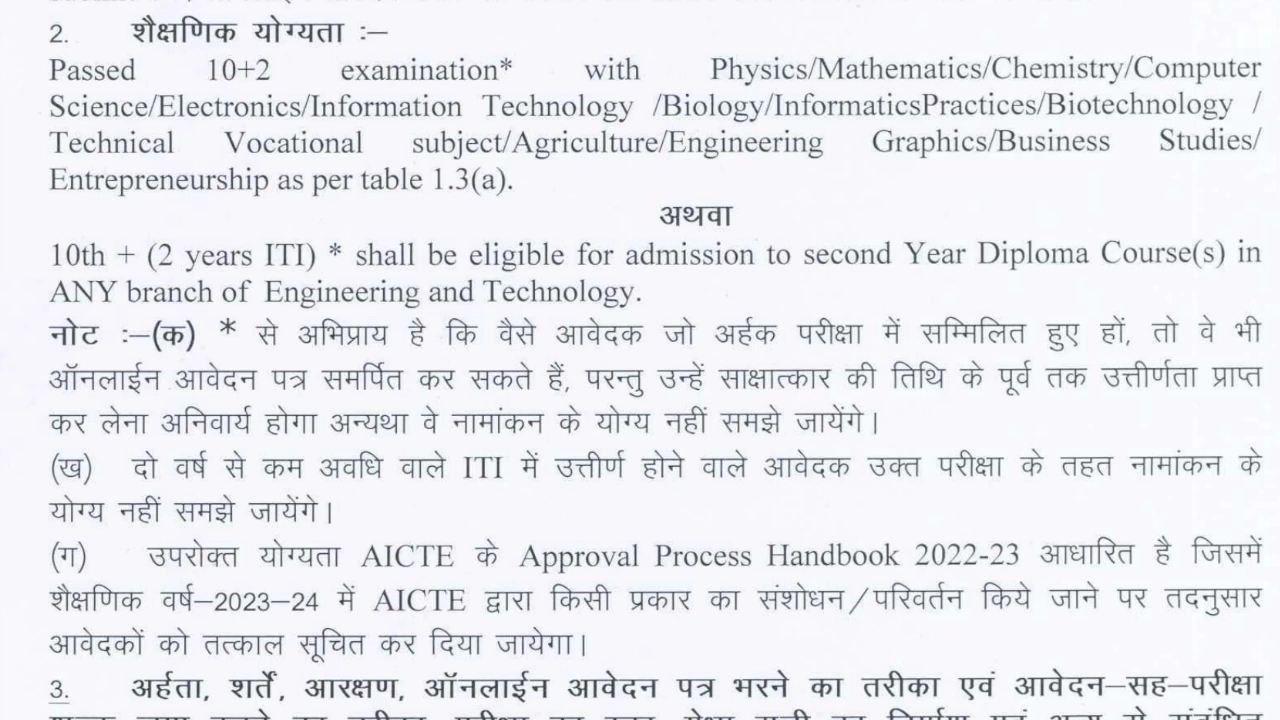 2. शैक्षणिक योग्यता :–
Passed 10+2 examination* with Physics/Mathematics/Chemistry/Computer
Science/Electronics/Information Technology /Biology/InformaticsPractices/Biotechnology /
Technical Vocational subject/Agriculture/Engineering Graphics/Business Studies/
Entrepreneurship as per table 1.3(a).
अथवा
10th + (2 years ITI) * shall be eligible for admission to second Year Diploma Course(s) in
ANY branch of Engineering and Technology.
नोट :–(क) * से अभिप्राय है कि वैसे आवेदक जो अर्हक परीक्षा में सम्मिलित हुए हों, तो वे भी
ऑनलाईन आवेदन पत्र समर्पित कर सकते हैं, परन्तु उन्हें साक्षात्कार की तिथि के पूर्व तक उत्तीर्णता प्राप्त
कर लेना अनिवार्य होगा अन्यथा वे नामांकन के योग्य नहीं समझे जायेंगे।
(ख) दो वर्ष से कम अवधि वाले ITI में उत्तीर्ण होने वाले आवेदक उक्त परीक्षा के तहत नामांकन के
योग्य नहीं समझे जायेंगे।
(ग) उपरोक्त योग्यता AICTE के Approval Process Handbook 2022-23 आधारित है जिसमें
शैक्षणिक वर्ष–2023–24 में AICTE द्वारा किसी प्रकार का संशोधन/परिवर्तन किये जाने पर तदनुसार
आवेदकों को तत्काल सूचित कर दिया जायेगा।
3. अर्हता, शर्तें, आरक्षण, ऑनलाईन आवेदन पत्र भरने का तरीका एवं आवेदन–सह–परीक्षा